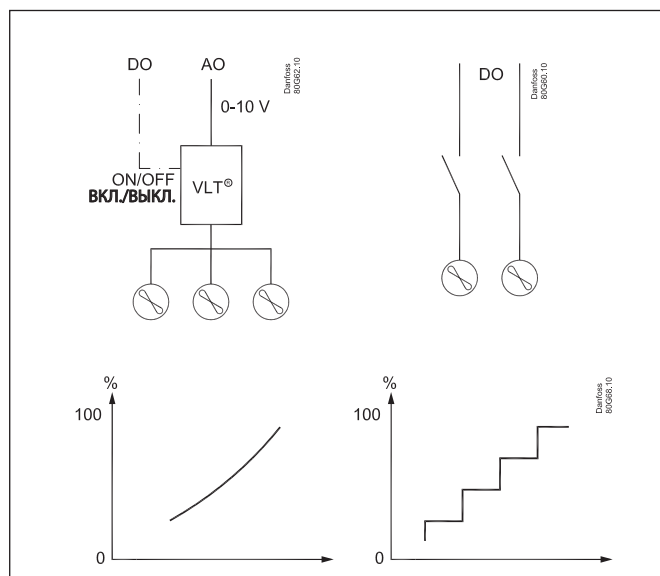 DO
AO
Danfoss
80G62.10
0-10 V
ON/OFF
ВКЛ./ВЫКЛ.
VLT®
DO
Danfoss
80G60.10
%
100
0
%
100
0
Danfoss
80G68.10